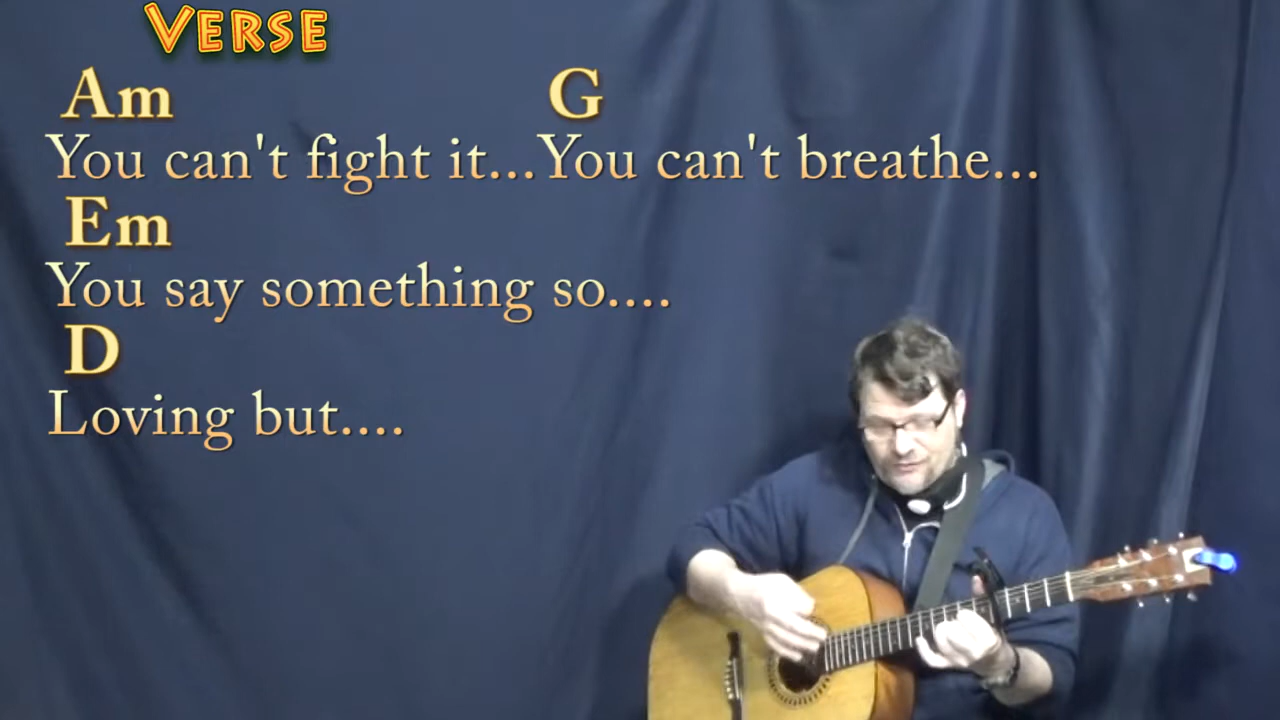 VERSE
Am G
You can't fight it...You can't breathe...
Em
You say something so....
D
Loving but....